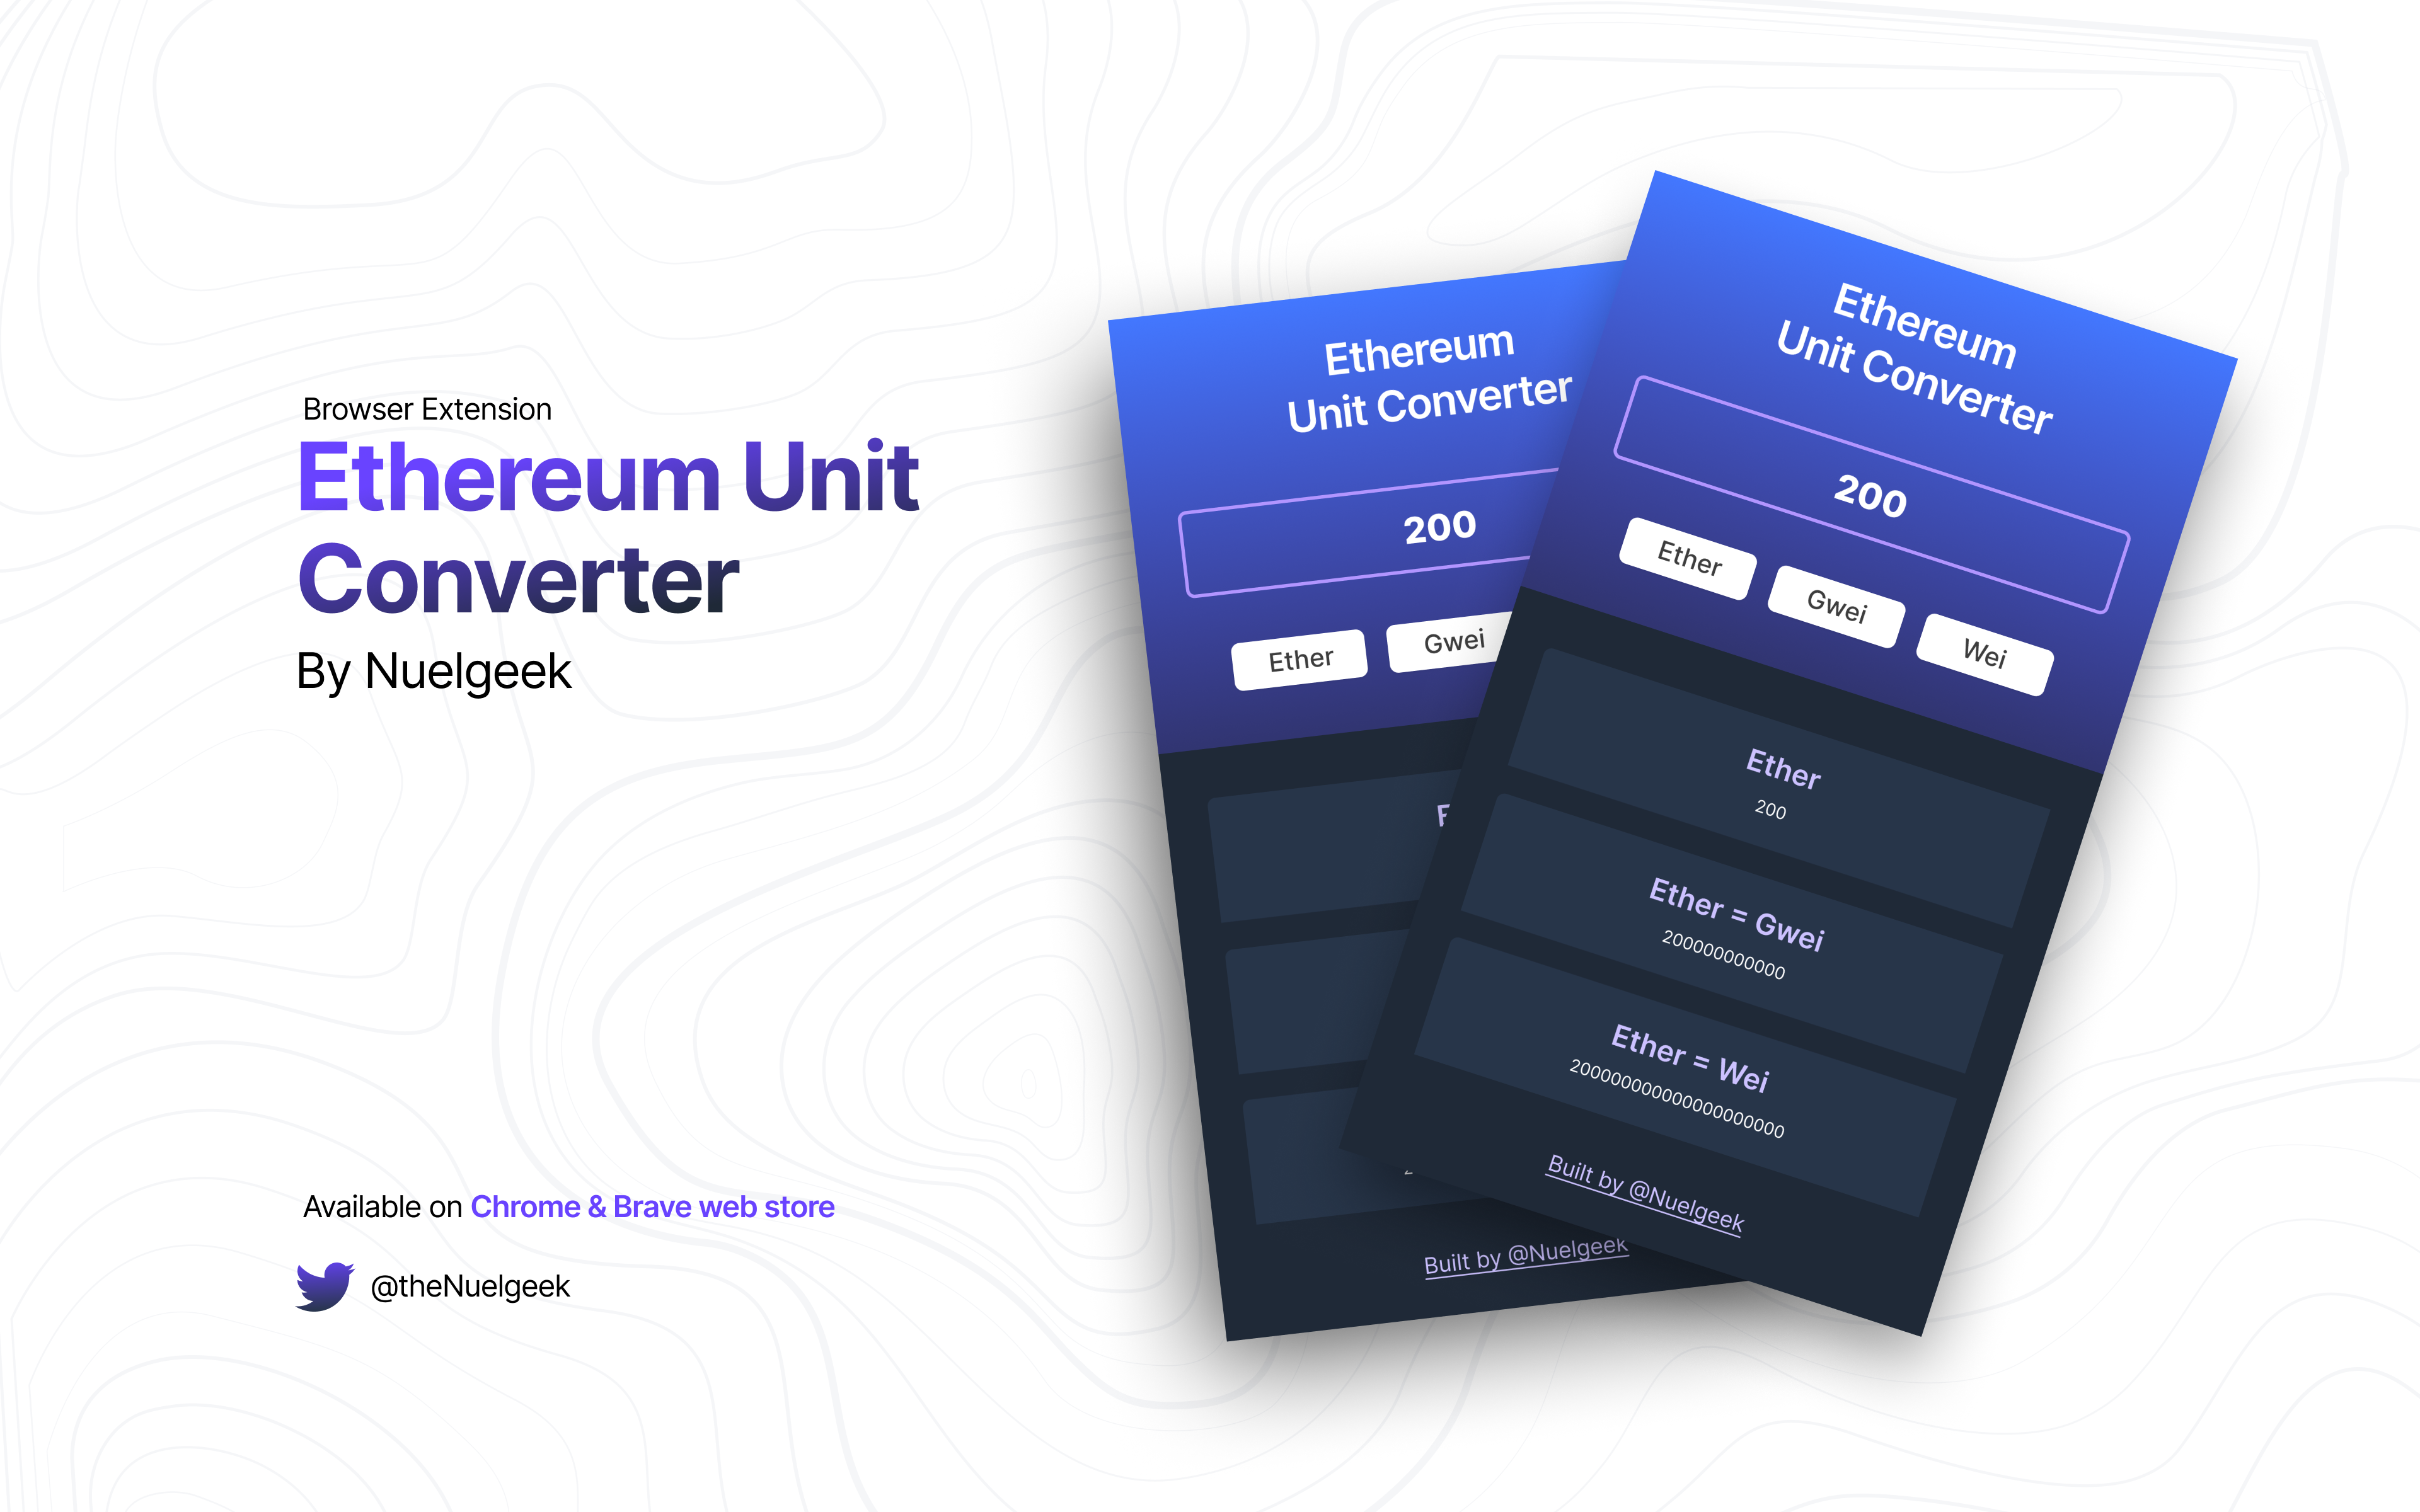 Browser Extension
Ethereum Unit
Converter
By Nuelgeek
Available on Chrome & Brave web store
@theNuelgeek
Ethereum
Unit Converter
200
Ether
Gwei
Built by @Nuelgeek
Ethereum
Unit Converter
200
Ether
Gwei
Wei
Ether
200
Ether = Gwei
200000000000
Ether = Wei
200000000000000000000
Built by @Nuelgeek